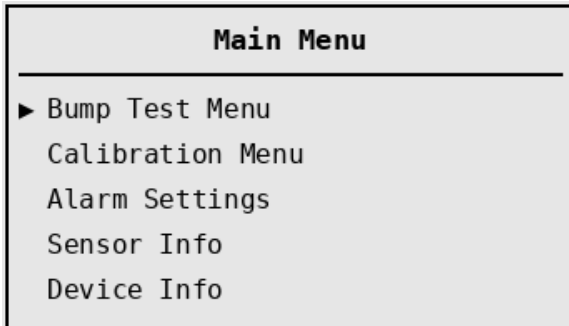 Main Menu
▶ Bump Test Menu
Calibration Menu
Alarm Settings
Sensor Info
Device Info